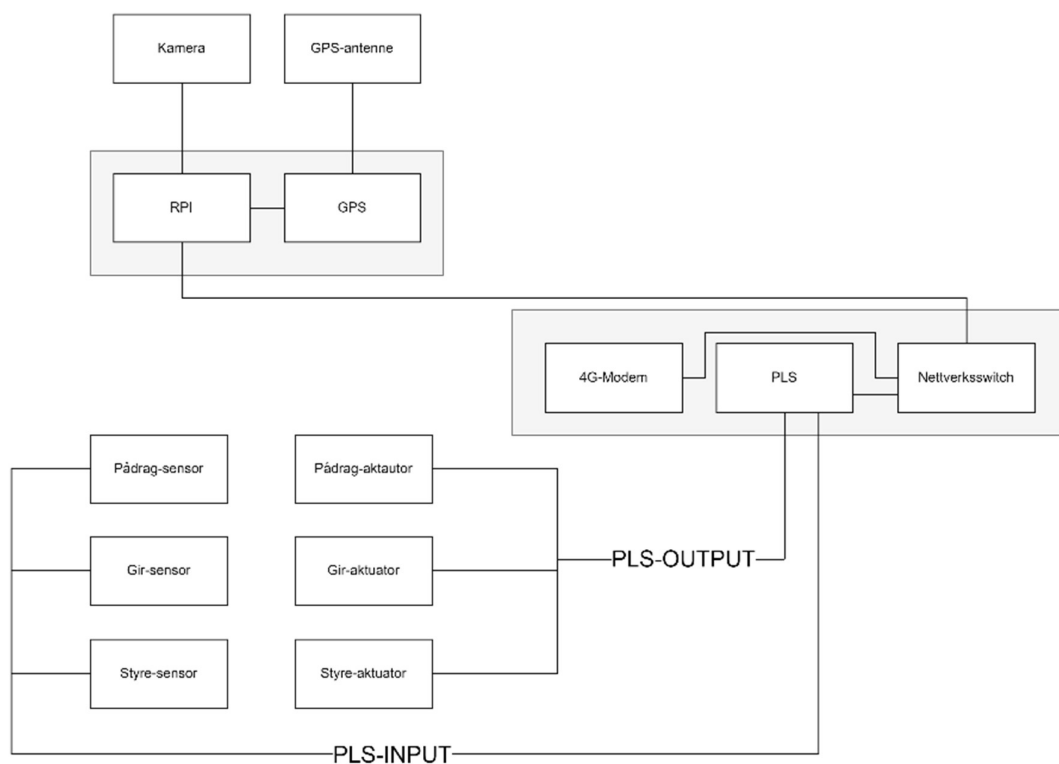 Kamera
GPS-antenne
RPI
GPS
4G-Modem
PLS
Nettverksswitch
Pådrag-sensor
Pådrag-aktautor
Gir-sensor
Gir-aktuator
PLS-OUTPUT
Styre-sensor
Styre-aktuator
PLS-INPUT